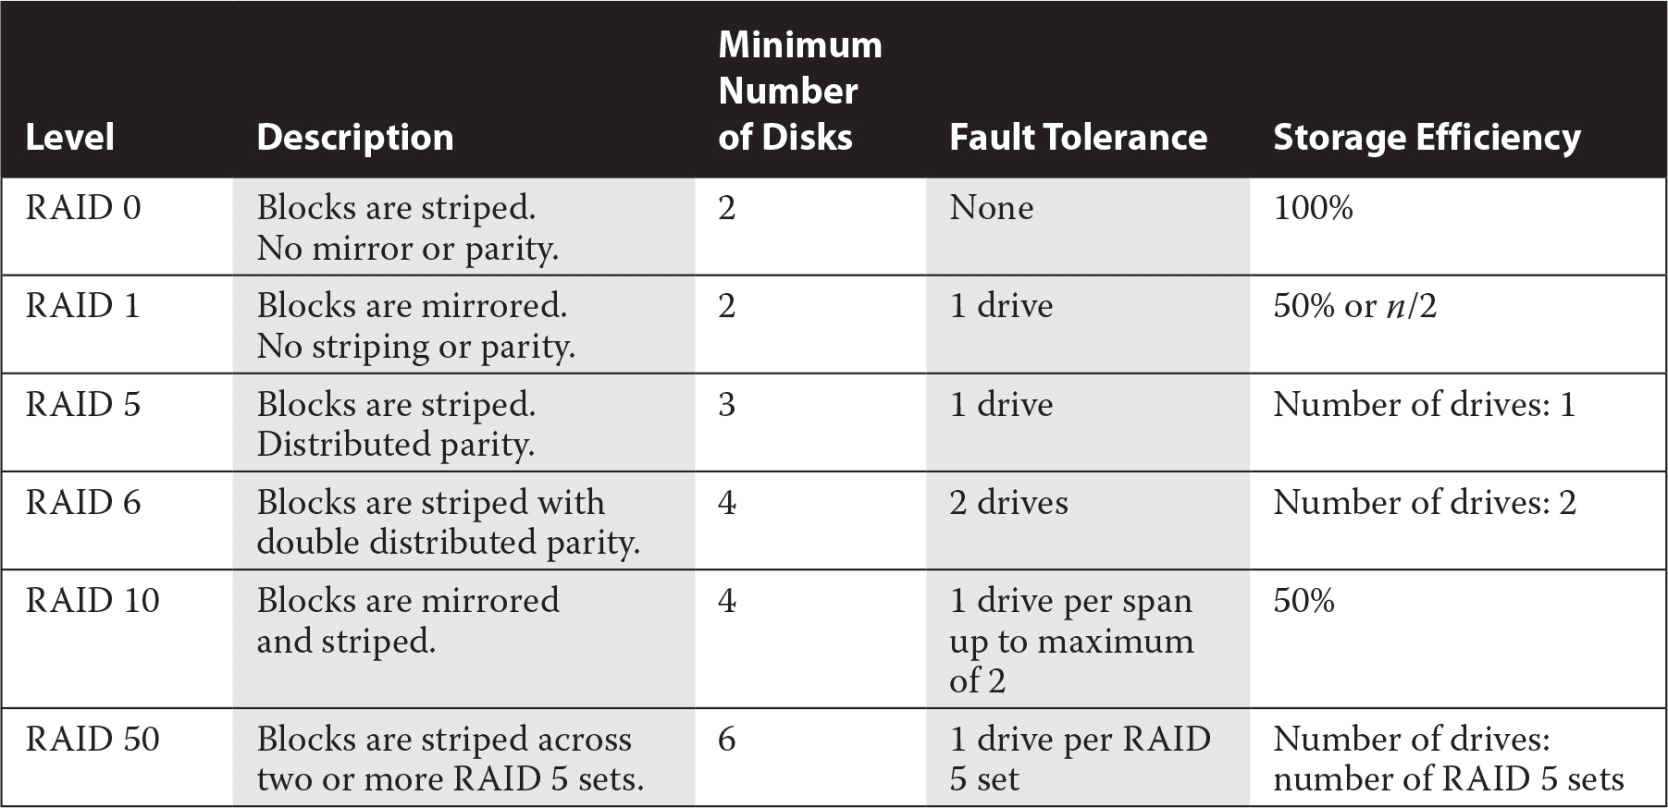 Level Description Minimum Number of Disks Fault Tolerance Storage Efficiency
RAID 0 Blocks are striped. 2 None 100%
No mirror or parity.
RAID 1 Blocks are mirrored. 2 1 drive 50% or n/2
No striping or parity.
RAID 5 Blocks are striped. 3 1 drive Number of drives: 1
Distributed parity.
RAID 6 Blocks are striped with 4 2 drives Number of drives: 2
double distributed parity.
RAID 10 Blocks are mirrored 4 1 drive per span 50%
and striped. up to maximum
of 2
RAID 50 Blocks are striped across 6 1 drive per RAID Number of drives:
two or more RAID 5 sets. 5 set number of RAID 5 sets